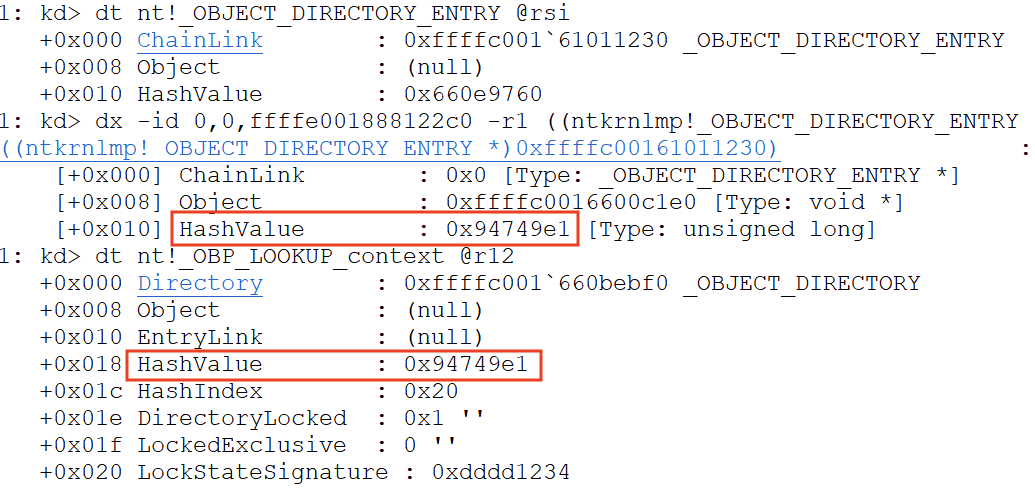 1: kd> dt nt!_OBJECT_DIRECTORY_ENTRY @rsi
+0x000 ChainLink : 0xffffc001`61011230 _OBJECT_DIRECTORY_ENTRY
+0x008 Object : (null)
+0x010 HashValue : 0x660e9760
1: kd> dx -id 0,0,ffffe001888122c0 -r1 ((ntkrnlmp!_OBJECT_DIRECTORY_ENTRY
((ntkrnlmp!_OBJECT_DIRECTORY_ENTRY *)0xffffc00161011230) :
[+0x000] ChainLink : 0x0 [Type: _OBJECT_DIRECTORY_ENTRY *]
[+0x008] Object : 0xffffc0016600c1e0 [Type: void *]
[+0x010] HashValue : 0x94749e1 [Type: unsigned long]
1: kd> dt nt!_OBP_LOOKUP_context @r12
+0x000 Directory : 0xffffc001`660bebf0 _OBJECT_DIRECTORY
+0x008 Object : (null)
+0x010 EntryLink : (null)
+0x018 HashValue : 0x94749e1
+0x01c HashIndex : 0x20
+0x01e DirectoryLocked : 0x1 ''
+0x01f LockedExclusive : 0 ''
+0x020 LockStateSignature : 0xdddd1234